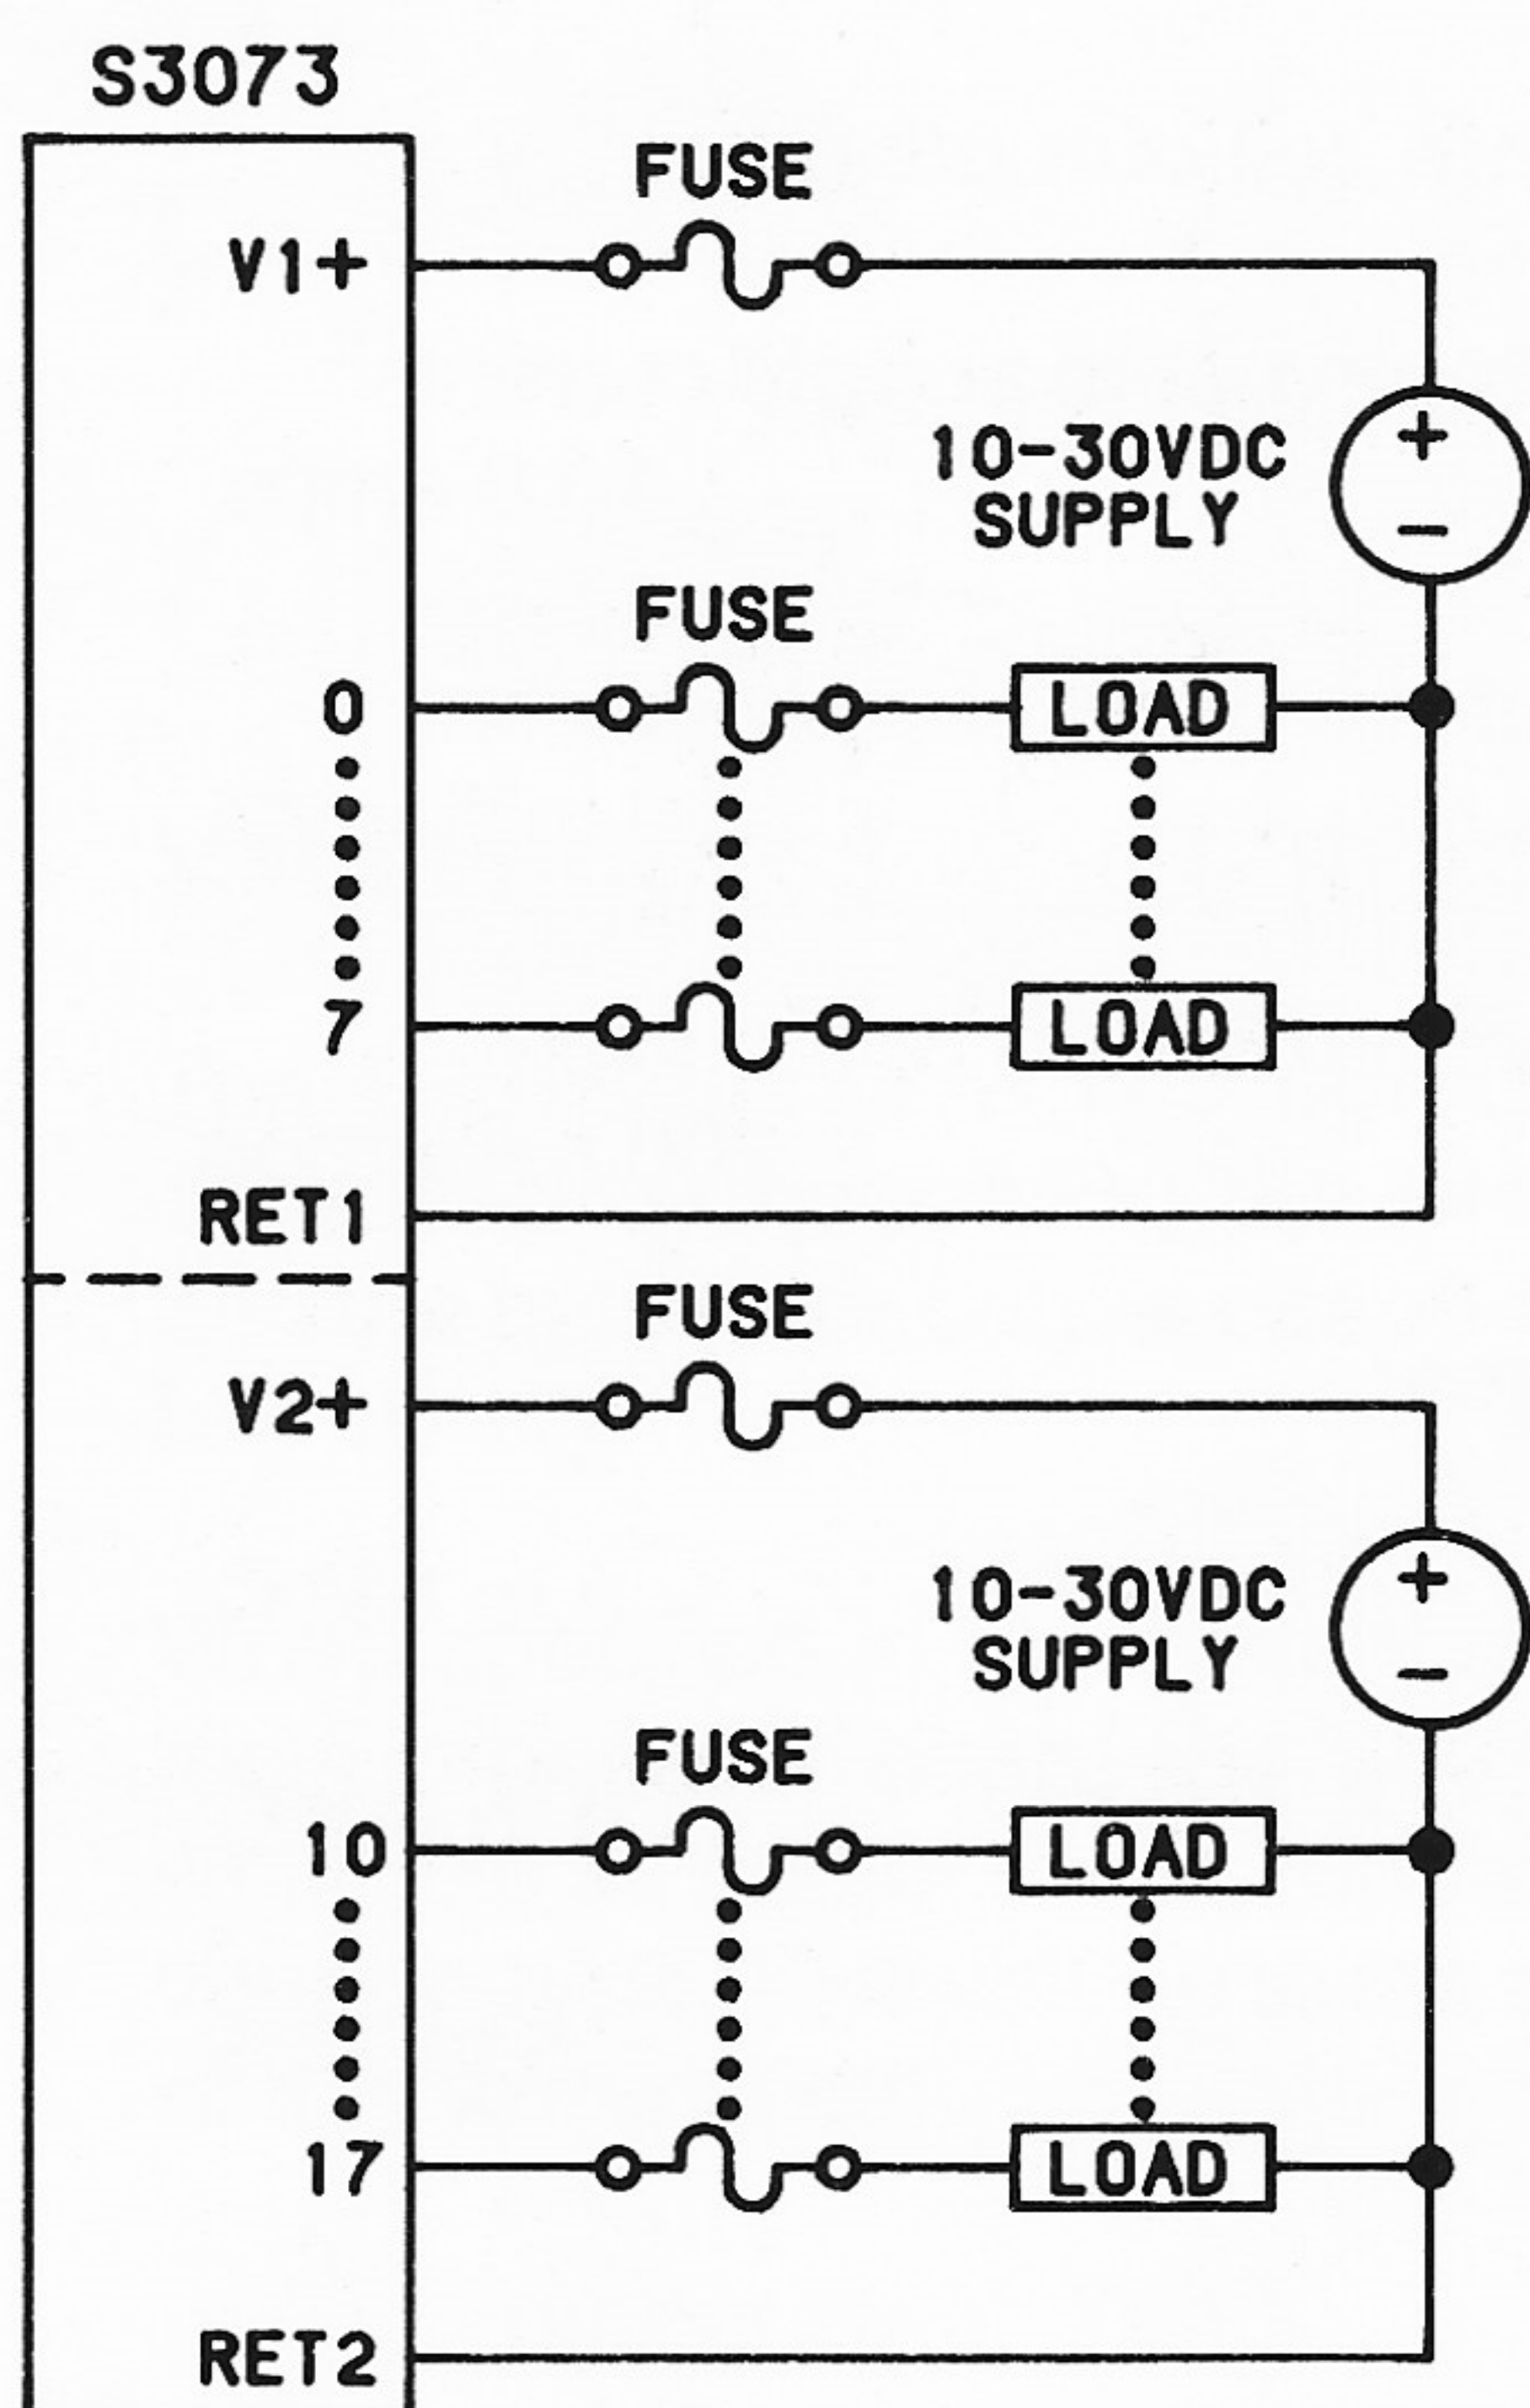 S3073
FUSE
V1+
+
10-30VDC
SUPPLY
-
FUSE
0
LOAD
7
LOAD
RET1
FUSE
V2+
+
10-30VDC
SUPPLY
-
FUSE
10
LOAD
17
LOAD
RET2